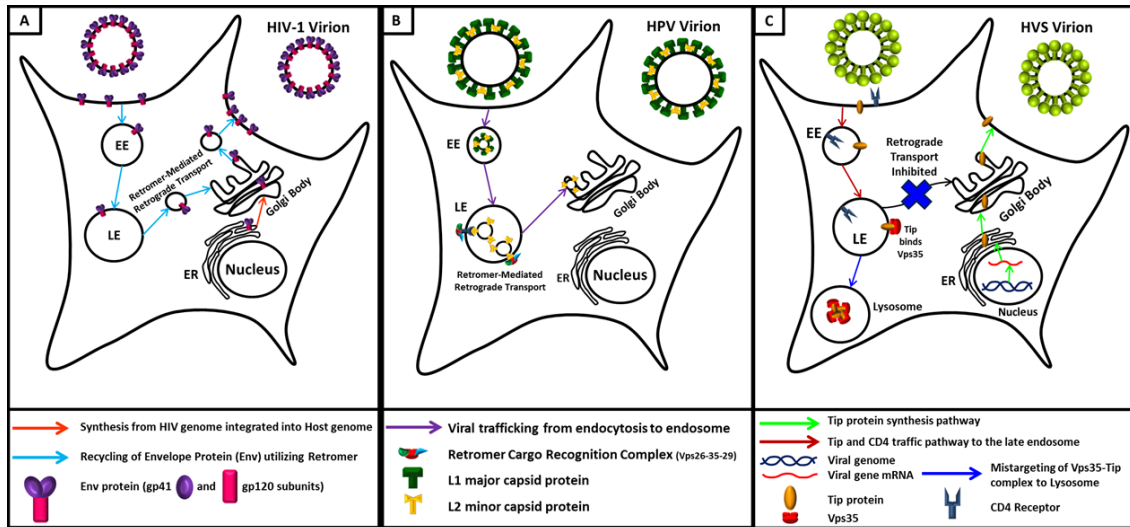 A
HIV-1 Virion
EE
Retromer-Mediated
Retrograde Transport
LE
Golgi Body
ER
Nucleus
Synthesis from HIV genome integrated into Host genome
Recycling of Envelope Protein (Env) utilizing Retromer
Env protein (gp41 and gp120 subunits)
B
HPV Virion
EE
LE
Golgi Body
Retromer-Mediated
Retrograde Transport
ER
Nucleus
Viral trafficking from endocytosis to endosome
Retromer Cargo Recognition Complex (Vps26-35-29)
L1 major capsid protein
L2 minor capsid protein
C
HVS Virion
EE
Retrograde
Transport
Inhibited
Golgi Body
LE
Tip
binds
Vps35
ER
Lysosome
Nucleus
Tip protein synthesis pathway
Tip and CD4 traffic pathway to the late endosome
Viral genome
Viral gene mRNA
Mistargeting of Vps35-Tip
complex to Lysosome
Tip protein
Vps35
CD4 Receptor